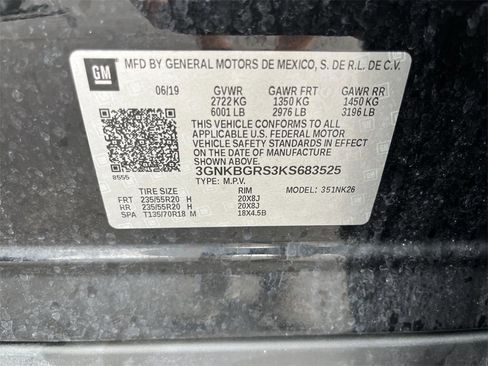 GM
MFD BY GENERAL MOTORS DE MEXICO, S. DE R.L. DE C.V.
06/19 GVWR GAWR FRT GAWR RR
2722 KG 1350 KG 1450 KG
6001 LB 2976 LB 3196 LB
THIS VEHICLE CONFORMS TO ALL
APPLICABLE U.S. FEDERAL MOTOR
VEHICLE SAFETY STANDARDS IN EFFECT
ON THE DATE OF MANUFACTURE
8555 3GNKBGRS3KS683525
TYPE: M.P.V. MODEL: 351NK26
TIRE SIZE RIM
FRT 235/55R20 H 20X8J
RR 235/55R20 H 20X8J
SPA T135/70R18 M 18X4.5B